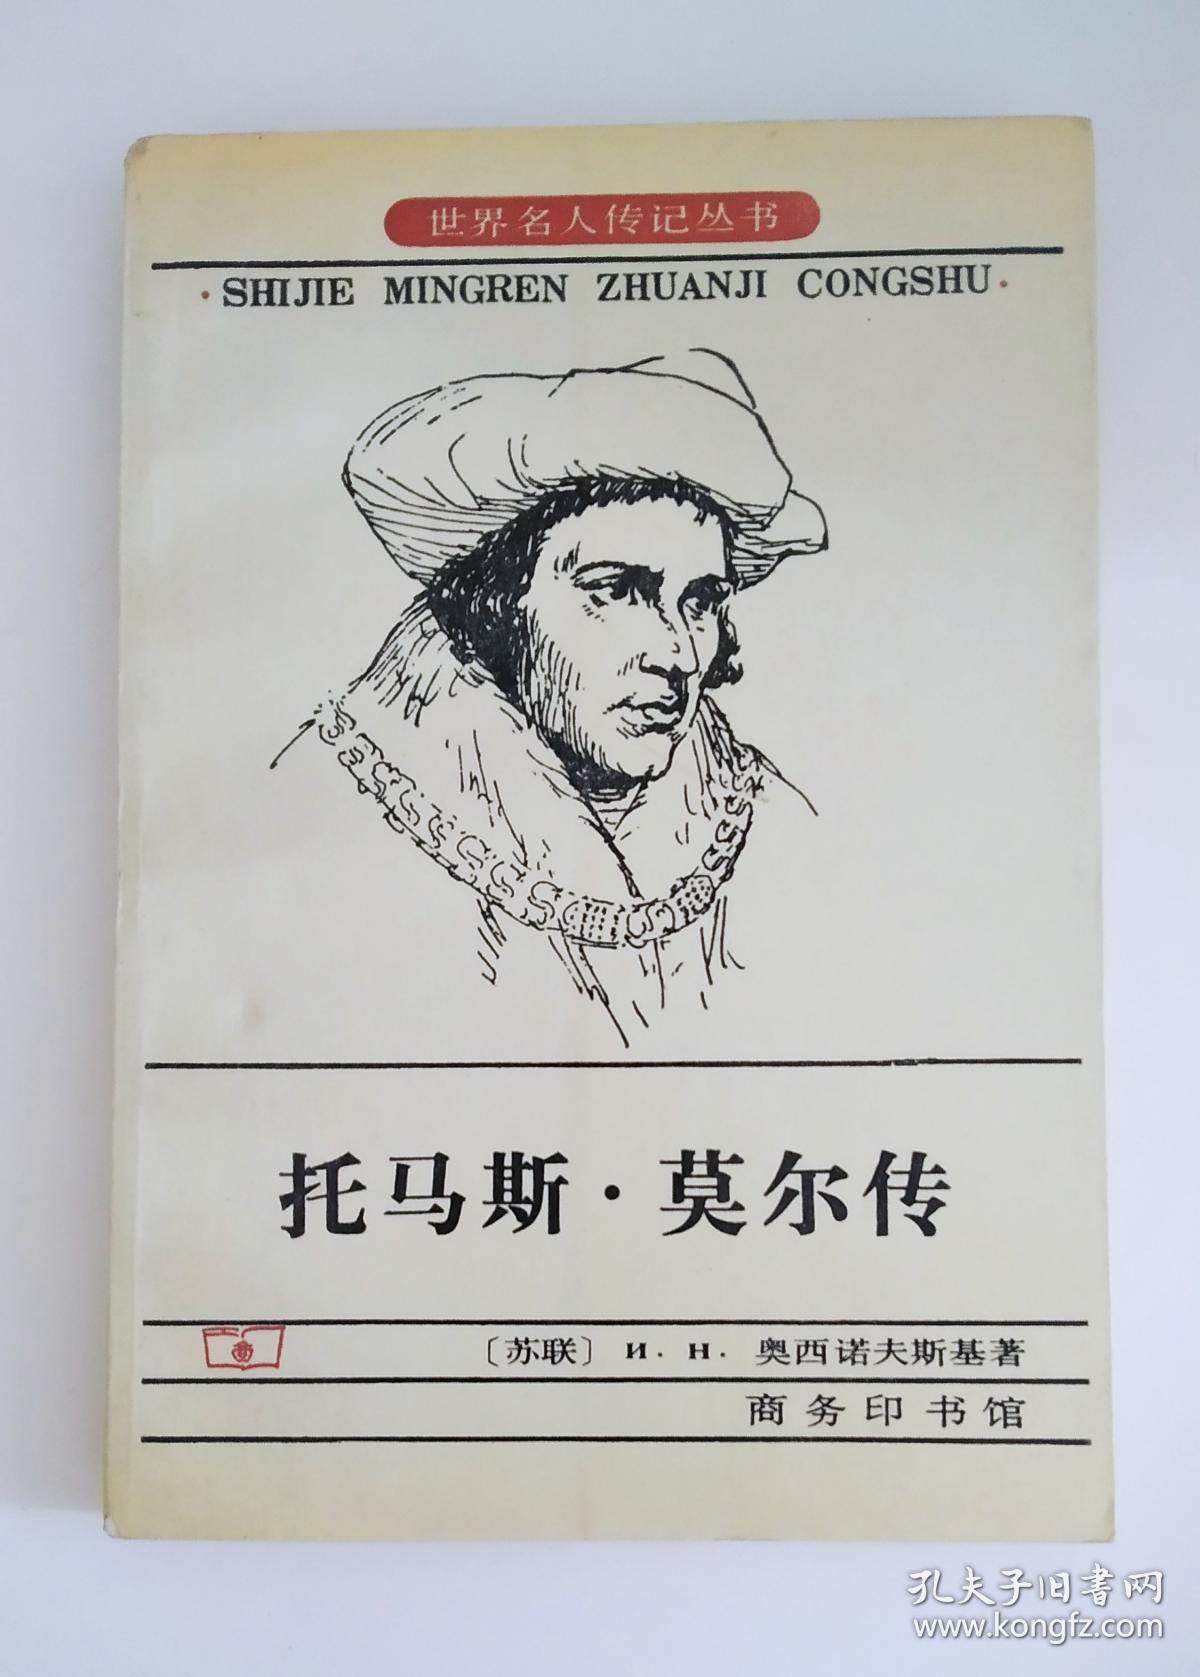 世界名人传记丛书
·SHIJIE MINGREN ZHUANJI CONGSHU·
托马斯·莫尔传
商
〔苏联〕И.Н.奥西诺夫斯基著
商务印书馆
孔夫子旧書网
www.kongfz.com